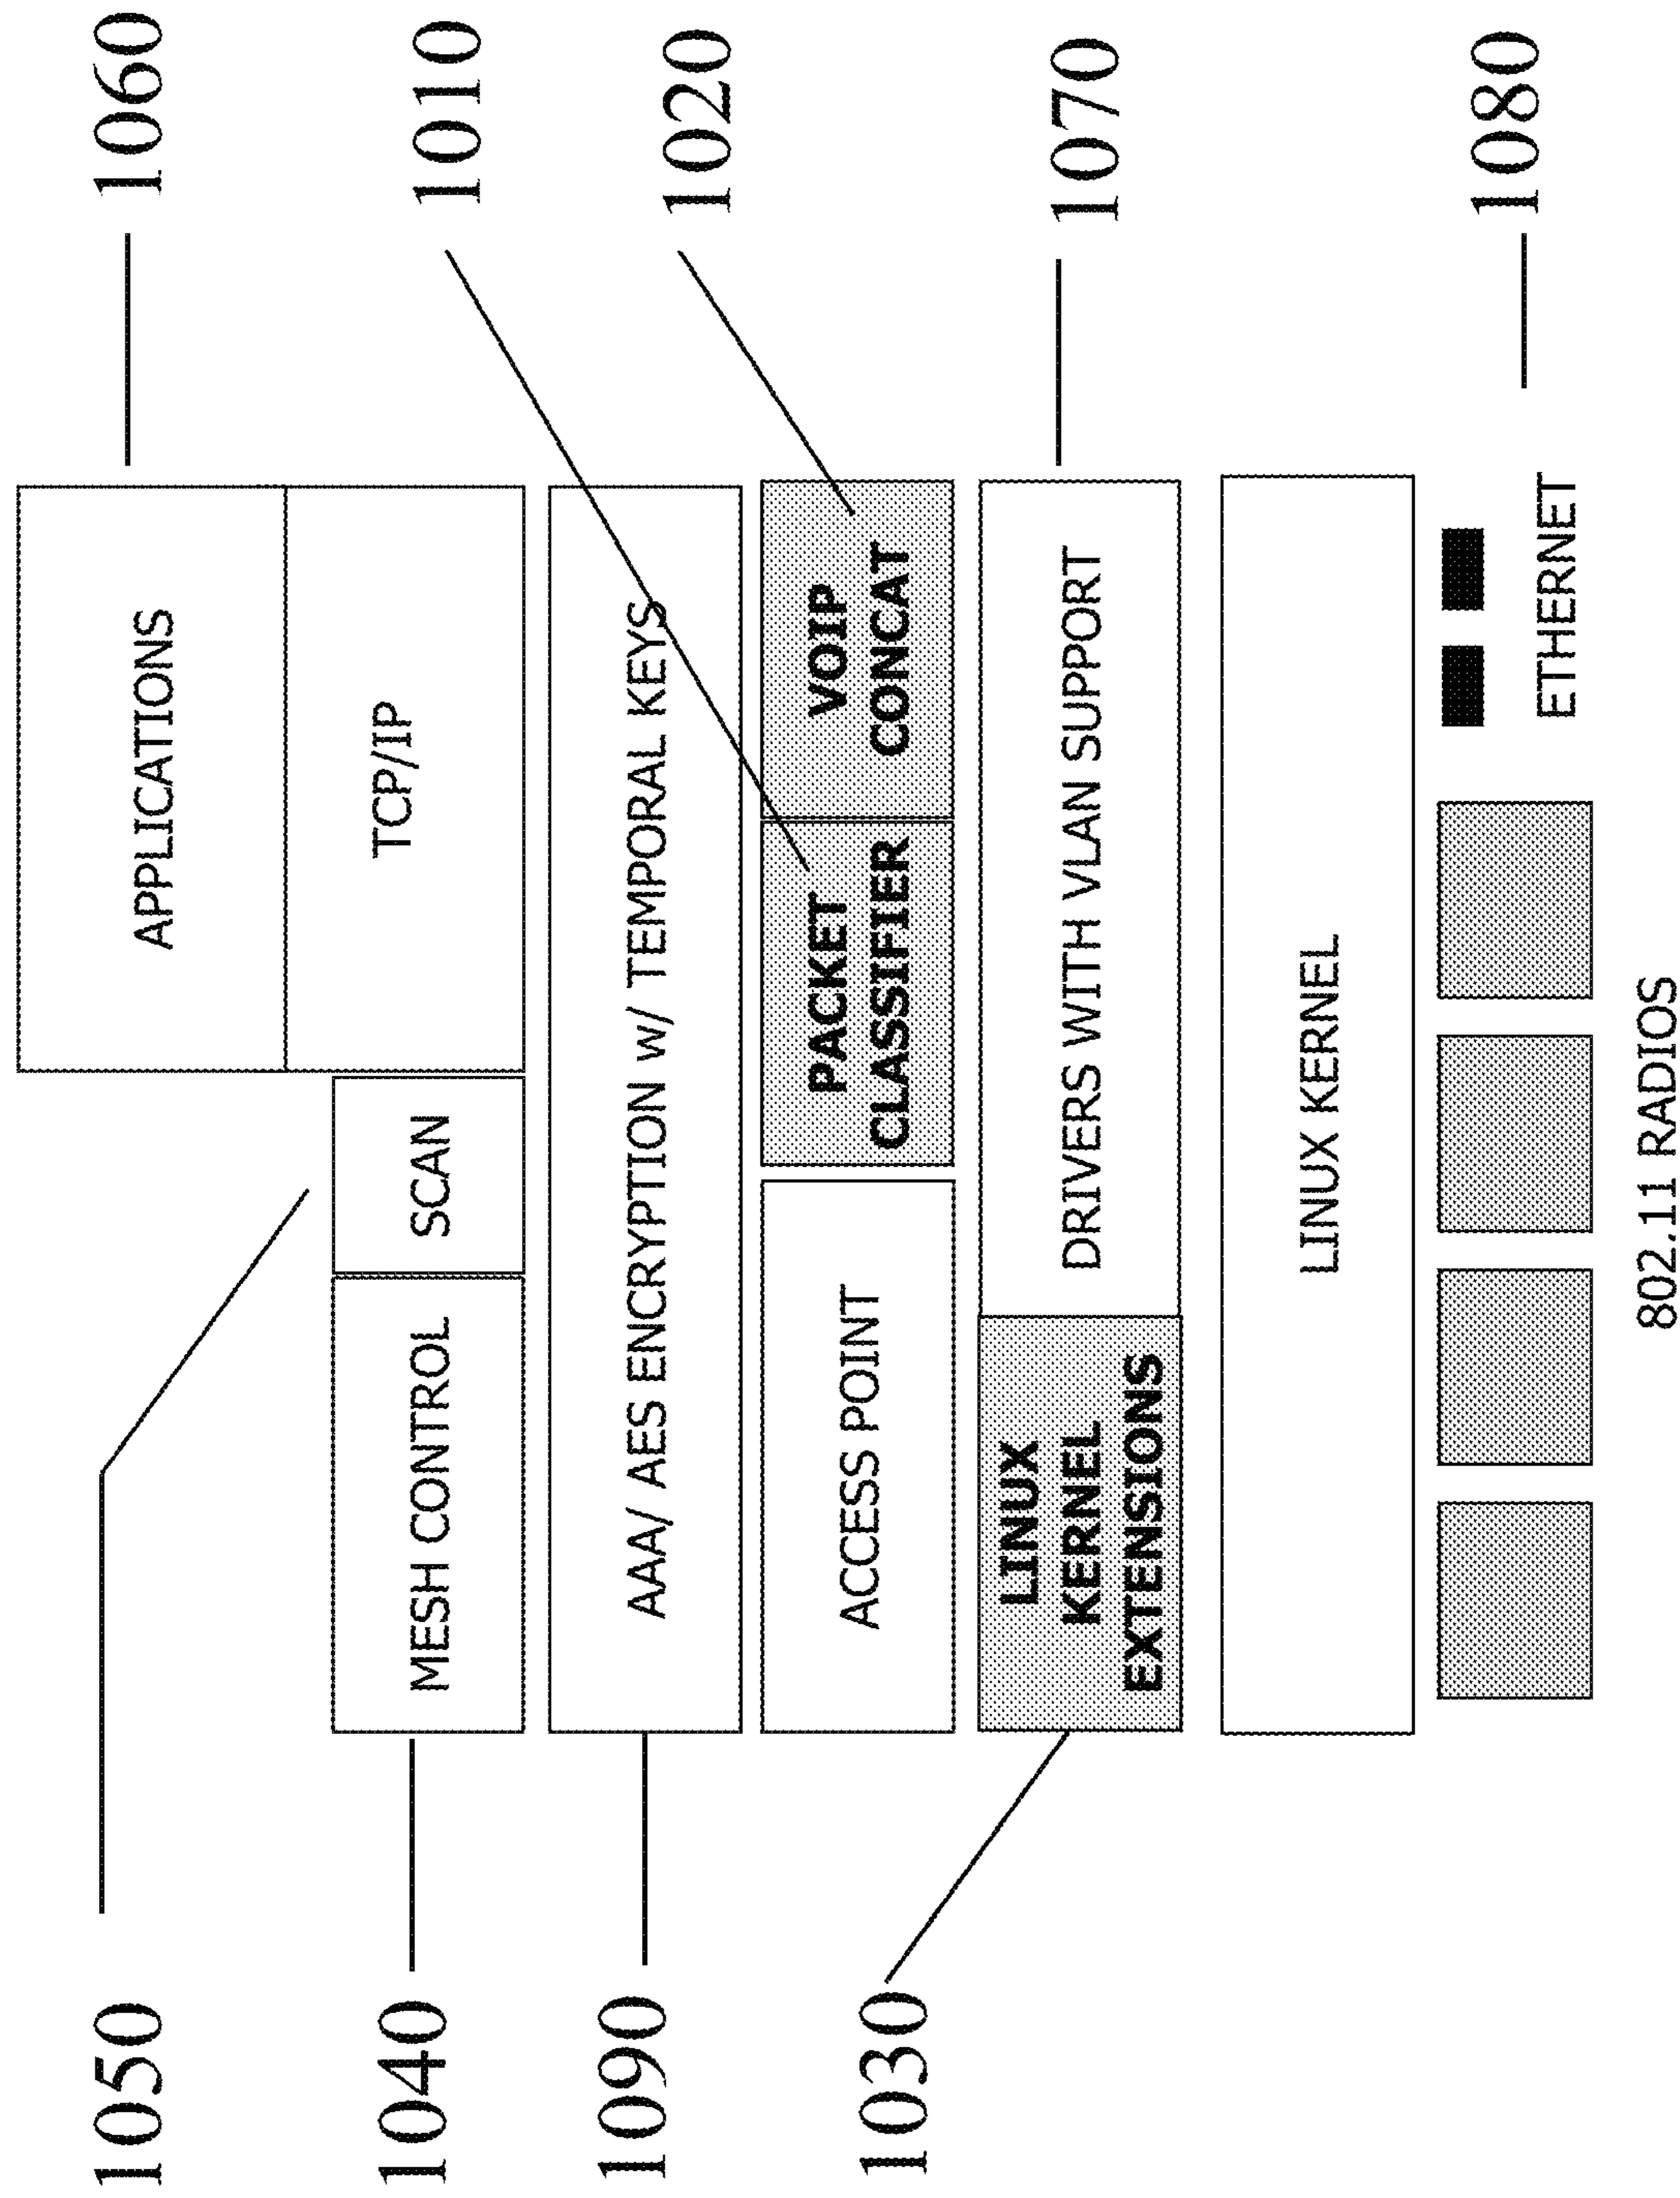 1060
1010
1020
1070
1080
APPLICATIONS
TCP/IP
SCAN
MESH CONTROL
AAA/ AES ENCRYPTION w/ TEMPORAL KEYS
ACCESS POINT
PACKET
CLASSIFIER
VOIP
CONCAT
LINUX
KERNEL
EXTENSIONS
DRIVERS WITH VLAN SUPPORT
LINUX KERNEL
ETHERNET
802.11 RADIOS
1050
1040
1090
1030